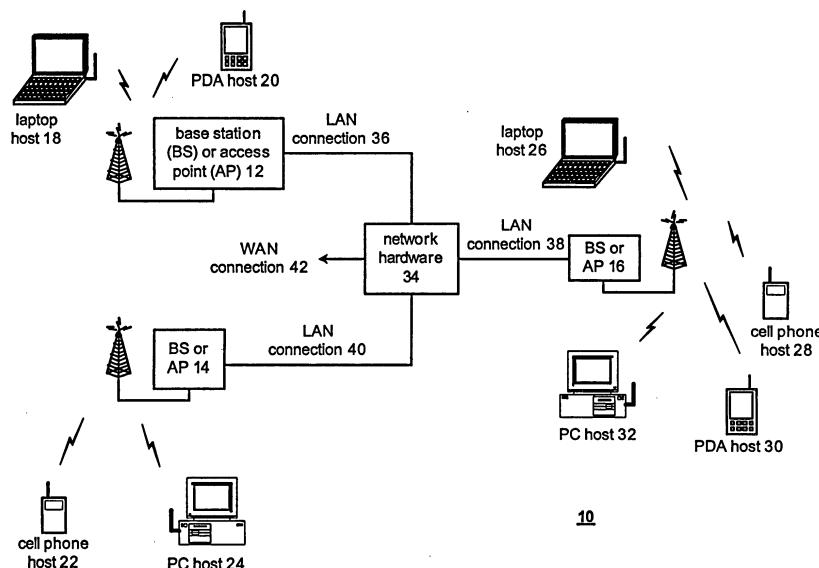 PDA host 20
laptop
host 18
base station
(BS) or access
point (AP) 12
LAN
connection 36
laptop
host 26
WAN
connection 42
network
hardware
34
LAN
connection 38
BS or
AP 16
cell phone
host 28
BS or
AP 14
LAN
connection 40
PC host 32
PDA host 30
cell phone
host 22
PC host 24
10